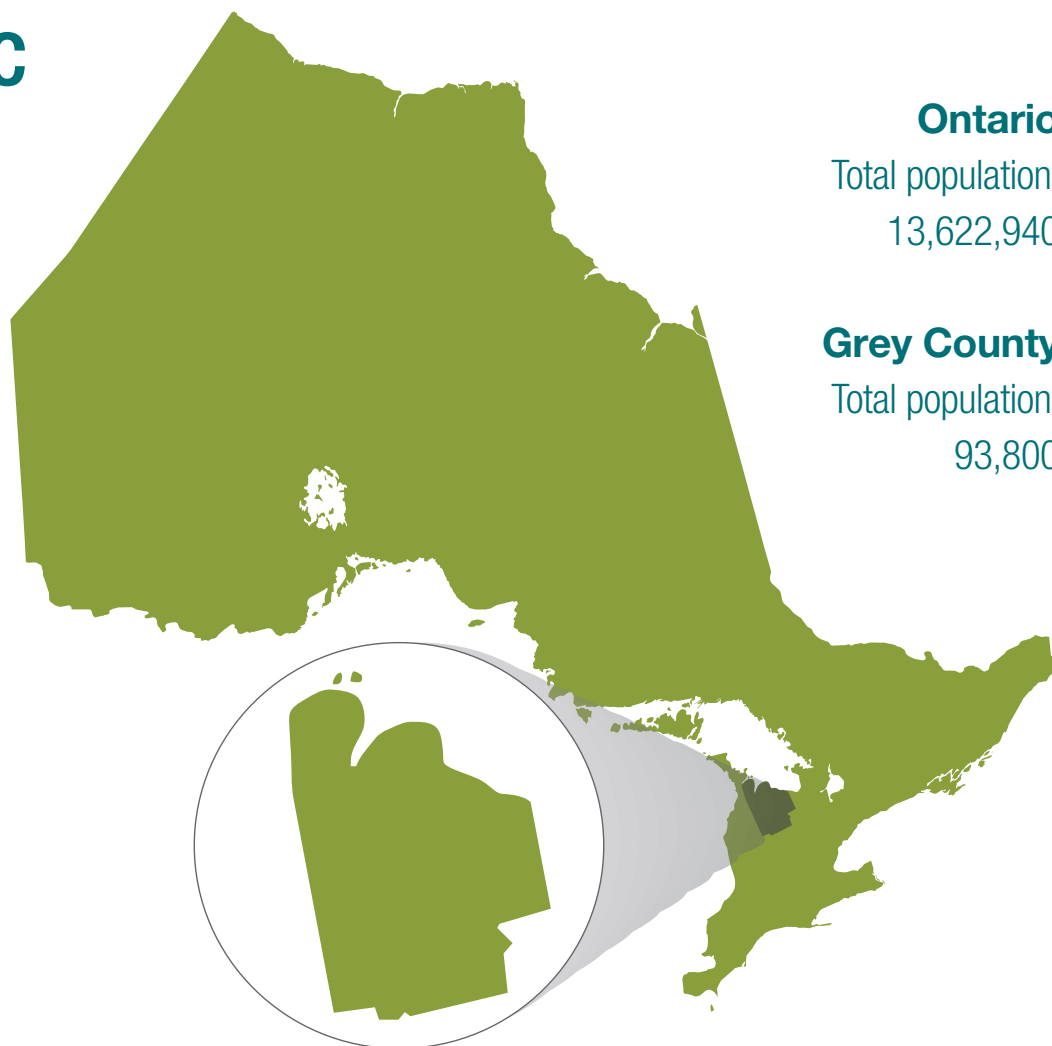 C
Ontario
Total population
13,622,940
Grey County
Total population
93,800